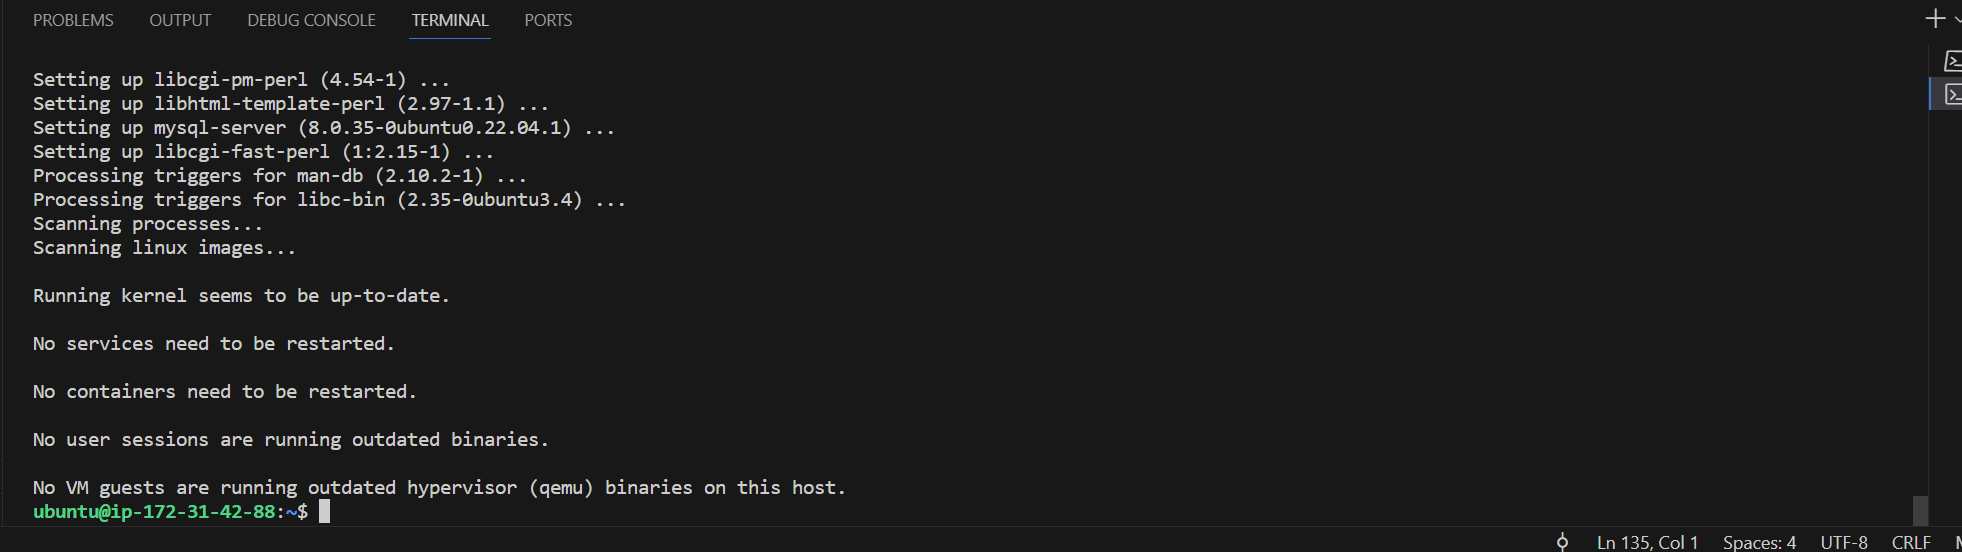 PROBLEMS OUTPUT DEBUG CONSOLE TERMINAL PORTS
Setting up libcgi-pm-perl (4.54-1) ...
Setting up libhtml-template-perl (2.97-1.1) ...
Setting up mysql-server (8.0.35-0ubuntu0.22.04.1) ...
Setting up libcgi-fast-perl (1:2.15-1) ...
Processing triggers for man-db (2.10.2-1) ...
Processing triggers for libc-bin (2.35-0ubuntu3.4) ...
Scanning processes...
Scanning linux images...
Running kernel seems to be up-to-date.
No services need to be restarted.
No containers need to be restarted.
No user sessions are running outdated binaries.
No VM guests are running outdated hypervisor (qemu) binaries on this host.
ubuntu@ip-172-31-42-88:~$
Ln 135, Col 1 Spaces: 4 UTF-8 CRLF